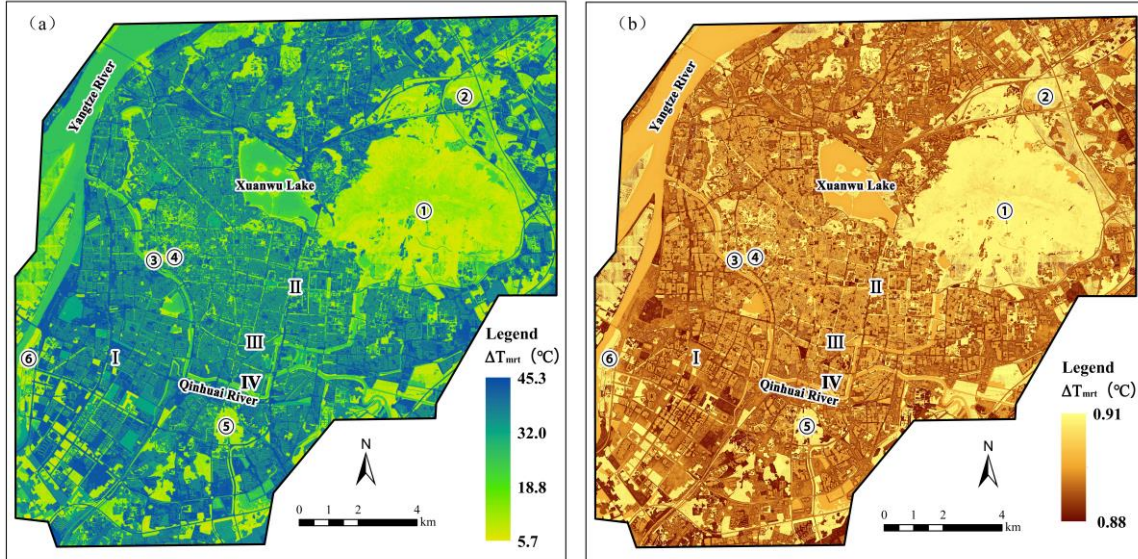 （a）
Yangtze River
②
Xuanwu Lake
①
③ ④
Ⅱ
Ⅲ
Ⅰ
⑥
Ⅳ
Qinhuai River
⑤
N
0 2 4
km
Legend
ΔTmrt（℃）
45.3
32.0
18.8
5.7
（b）
Yangtze River
②
Xuanwu Lake
①
③ ④
Ⅱ
Ⅲ
Ⅰ
⑥
Ⅳ
Qinhuai River
⑤
N
0 2 4
km
Legend
ΔTmrt（℃）
0.91
0.88